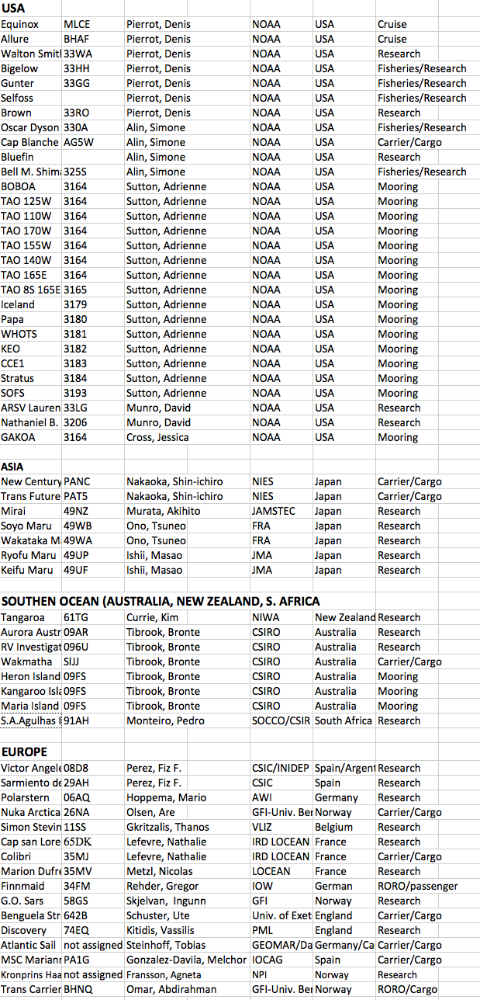 USA
Equinox MLCE Pierrot, Denis NOAA USA Cruise
Allure BHAF Pierrot, Denis NOAA USA Cruise
Walton Smitl 33WA Pierrot, Denis NOAA USA Research
Bigelow 33HH Pierrot, Denis NOAA USA Fisheries/Research
Gunter 33GG Pierrot, Denis NOAA USA Fisheries/Research
Selfoss Pierrot, Denis NOAA USA Fisheries/Research
Brown 33RO Pierrot, Denis NOAA USA Research
Oscar Dyson 330A Alin, Simone NOAA USA Fisheries/Research
Cap Blanche AG5W Alin, Simone NOAA USA Carrier/Cargo
Bluefin Alin, Simone NOAA USA Research
Bell M. Shima 325S Alin, Simone NOAA USA Fisheries/Research
BOBOA 3164 Sutton, Adrienne NOAA USA Mooring
TAO 125W 3164 Sutton, Adrienne NOAA USA Mooring
TAO 110W 3164 Sutton, Adrienne NOAA USA Mooring
TAO 170W 3164 Sutton, Adrienne NOAA USA Mooring
TAO 155W 3164 Sutton, Adrienne NOAA USA Mooring
TAO 140W 3164 Sutton, Adrienne NOAA USA Mooring
TAO 165E 3164 Sutton, Adrienne NOAA USA Mooring
TAO 8S 165E 3165 Sutton, Adrienne NOAA USA Mooring
Iceland 3179 Sutton, Adrienne NOAA USA Mooring
Papa 3180 Sutton, Adrienne NOAA USA Mooring
WHOTS 3181 Sutton, Adrienne NOAA USA Mooring
KEO 3182 Sutton, Adrienne NOAA USA Mooring
CCE1 3183 Sutton, Adrienne NOAA USA Mooring
Stratus 3184 Sutton, Adrienne NOAA USA Mooring
SOFS 3193 Sutton, Adrienne NOAA USA Mooring
ARSV Lauren 33LG Munro, David NOAA USA Research
Nathaniel B. 3206 Munro, David NOAA USA Research
GAKOA 3164 Cross, Jessica NOAA USA Mooring
ASIA
New Century PANC Nakaoka, Shin-ichiro NIES Japan Carrier/Cargo
Trans Future PAT5 Nakaoka, Shin-ichiro NIES Japan Carrier/Cargo
Mirai 49NZ Murata, Akihito JAMSTEC Japan Research
Soyo Maru 49WB Ono, Tsuneo FRA Japan Research
Wakataka Ma 49WA Ono, Tsuneo FRA Japan Research
Ryofu Maru 49UP Ishii, Masao JMA Japan Research
Keifu Maru 49UF Ishii, Masao JMA Japan Research
SOUTHEN OCEAN (AUSTRALIA, NEW ZEALAND, S. AFRICA
Tangaroa 61TG Currie, Kim NIWA New Zealand Research
Aurora Austr 09AR Tibrook, Bronte CSIRO Australia Research
RV Investigat 096U Tibrook, Bronte CSIRO Australia Research
Wakmatha SIJJ Tibrook, Bronte CSIRO Australia Carrier/Cargo
Heron Island 09FS Tibrook, Bronte CSIRO Australia Mooring
Kangaroo Isla 09FS Tibrook, Bronte CSIRO Australia Mooring
Maria Island 09FS Tibrook, Bronte CSIRO Australia Mooring
S.A.Agulhas I 91AH Monteiro, Pedro SOCCO/CSIR South Africa Research
EUROPE
Victor Angele 08D8 Perez, Fiz F. CSIC/INIDEP Spain/Argent Research
Sarmiento de 29AH Perez, Fiz F. CSIC Spain Research
Polarstern 06AQ Hoppema, Mario AWI Germany Research
Nuka Arctica 26NA Olsen, Are GFI-Univ. Ber Norway Carrier/Cargo
Simon Stevin 11SS Gkritzalis, Thanos VLIZ Belgium Research
Cap san Lore 65DK Lefevre, Nathalie IRD LOCEAN France Research
Colibri 35MJ Lefevre, Nathalie IRD LOCEAN France Carrier/Cargo
Marion Dufre 35MV Metzl, Nicolas LOCEAN France Research
Finnmaid 34FM Rehder, Gregor IOW German RORO/passenger
G.O. Sars 58GS Skjelvan, Ingunn GFI Norway Research
Benguela Str 642B Schuster, Ute Univ. of Exet England Carrier/Cargo
Discovery 74EQ Kitidis, Vassilis PML England Research
Atlantic Sail not assigned Steinhoff, Tobias GEOMAR/Da Germany/Ca Carrier/Cargo
MSC Mariann PA1G Gonzalez-Davila, Melchor IOCAG Spain Carrier/Cargo
Kronprins Haa not assigned Fransson, Agneta NPI Norway Research
Trans Carrier BHNQ Omar, Abdirahman GFI-Univ. Ber Norway RORO/Cargo